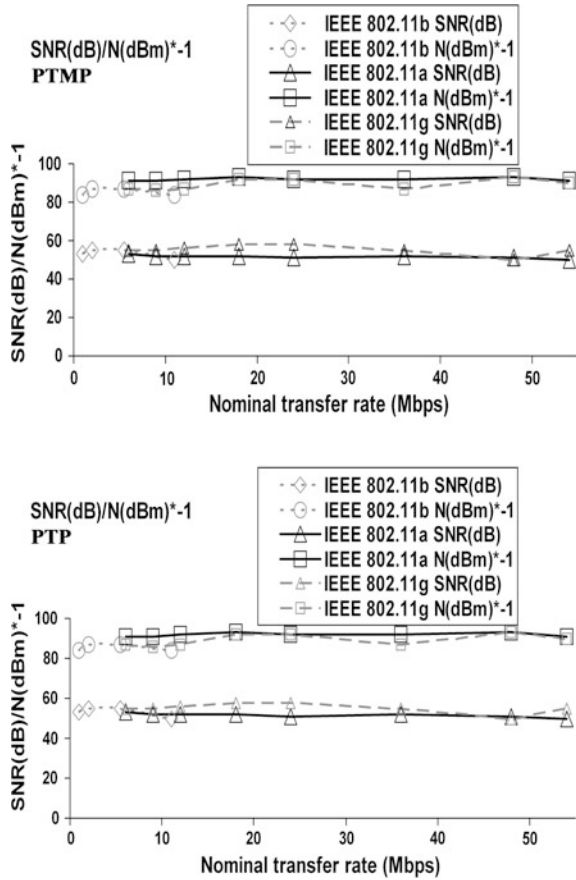 SNR(dB)/N(dBm)*-1
PTMP
IEEE 802.11b SNR(dB)
IEEE 802.11b N(dBm)*-1
IEEE 802.11a SNR(dB)
IEEE 802.11a N(dBm)*-1
IEEE 802.11g SNR(dB)
IEEE 802.11g N(dBm)*-1
SNR(dB)/N(dBm)*-1
100
80
60
40
20
0
0 10 20 30 40 50
Nominal transfer rate (Mbps)
SNR(dB)/N(dBm)*-1
PTP
IEEE 802.11b SNR(dB)
IEEE 802.11b N(dBm)*-1
IEEE 802.11a SNR(dB)
IEEE 802.11a N(dBm)*-1
IEEE 802.11g SNR(dB)
IEEE 802.11g N(dBm)*-1
SNR(dB)/N(dBm)*-1
100
80
60
40
20
0
0 10 20 30 40 50
Nominal transfer rate (Mbps)